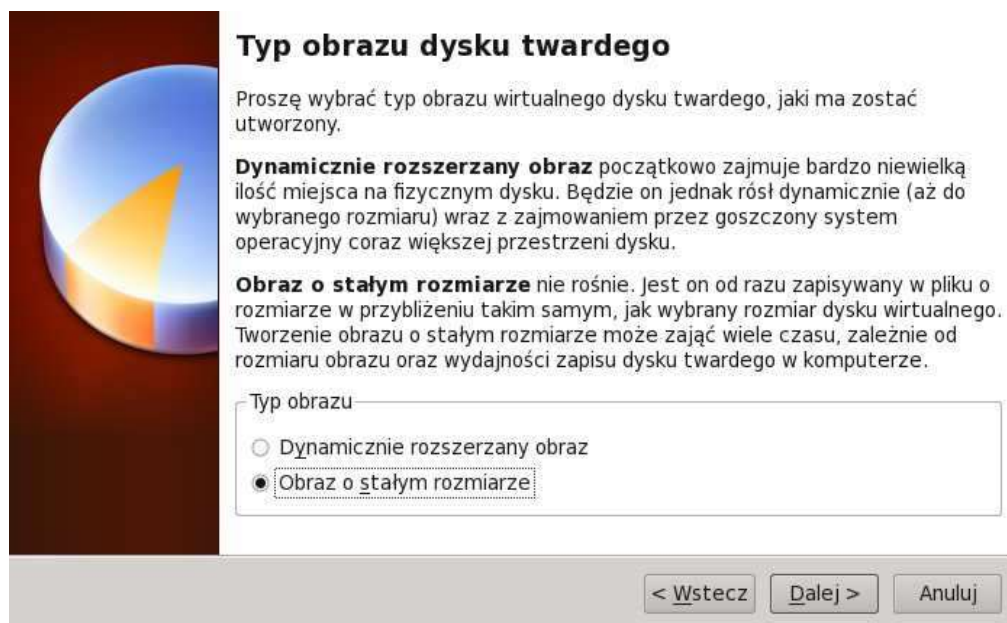 Typ obrazu dysku twardego
Proszę wybrać typ obrazu wirtualnego dysku twardego, jaki ma zostać
utworzony.
Dynamicznie rozszerzany obraz początkowo zajmuje bardzo niewielką
ilość miejsca na fizycznym dysku. Będzie on jednak rósł dynamicznie (aż do
wybranego rozmiaru) wraz z zajmowaniem przez goszczony system
operacyjny coraz większej przestrzeni dysku.
Obraz o stałym rozmiarze nie rośnie. Jest on od razu zapisywany w pliku o
rozmiarze w przybliżeniu takim samym, jak wybrany rozmiar dysku wirtualnego.
Tworzenie obrazu o stałym rozmiarze może zająć wiele czasu, zależnie od
rozmiaru obrazu oraz wydajności zapisu dysku twardego w komputerze.
Typ obrazu
Dynamicznie rozszerzany obraz
Obraz o stałym rozmiarze
< Wstecz
Dalej >
Anuluj